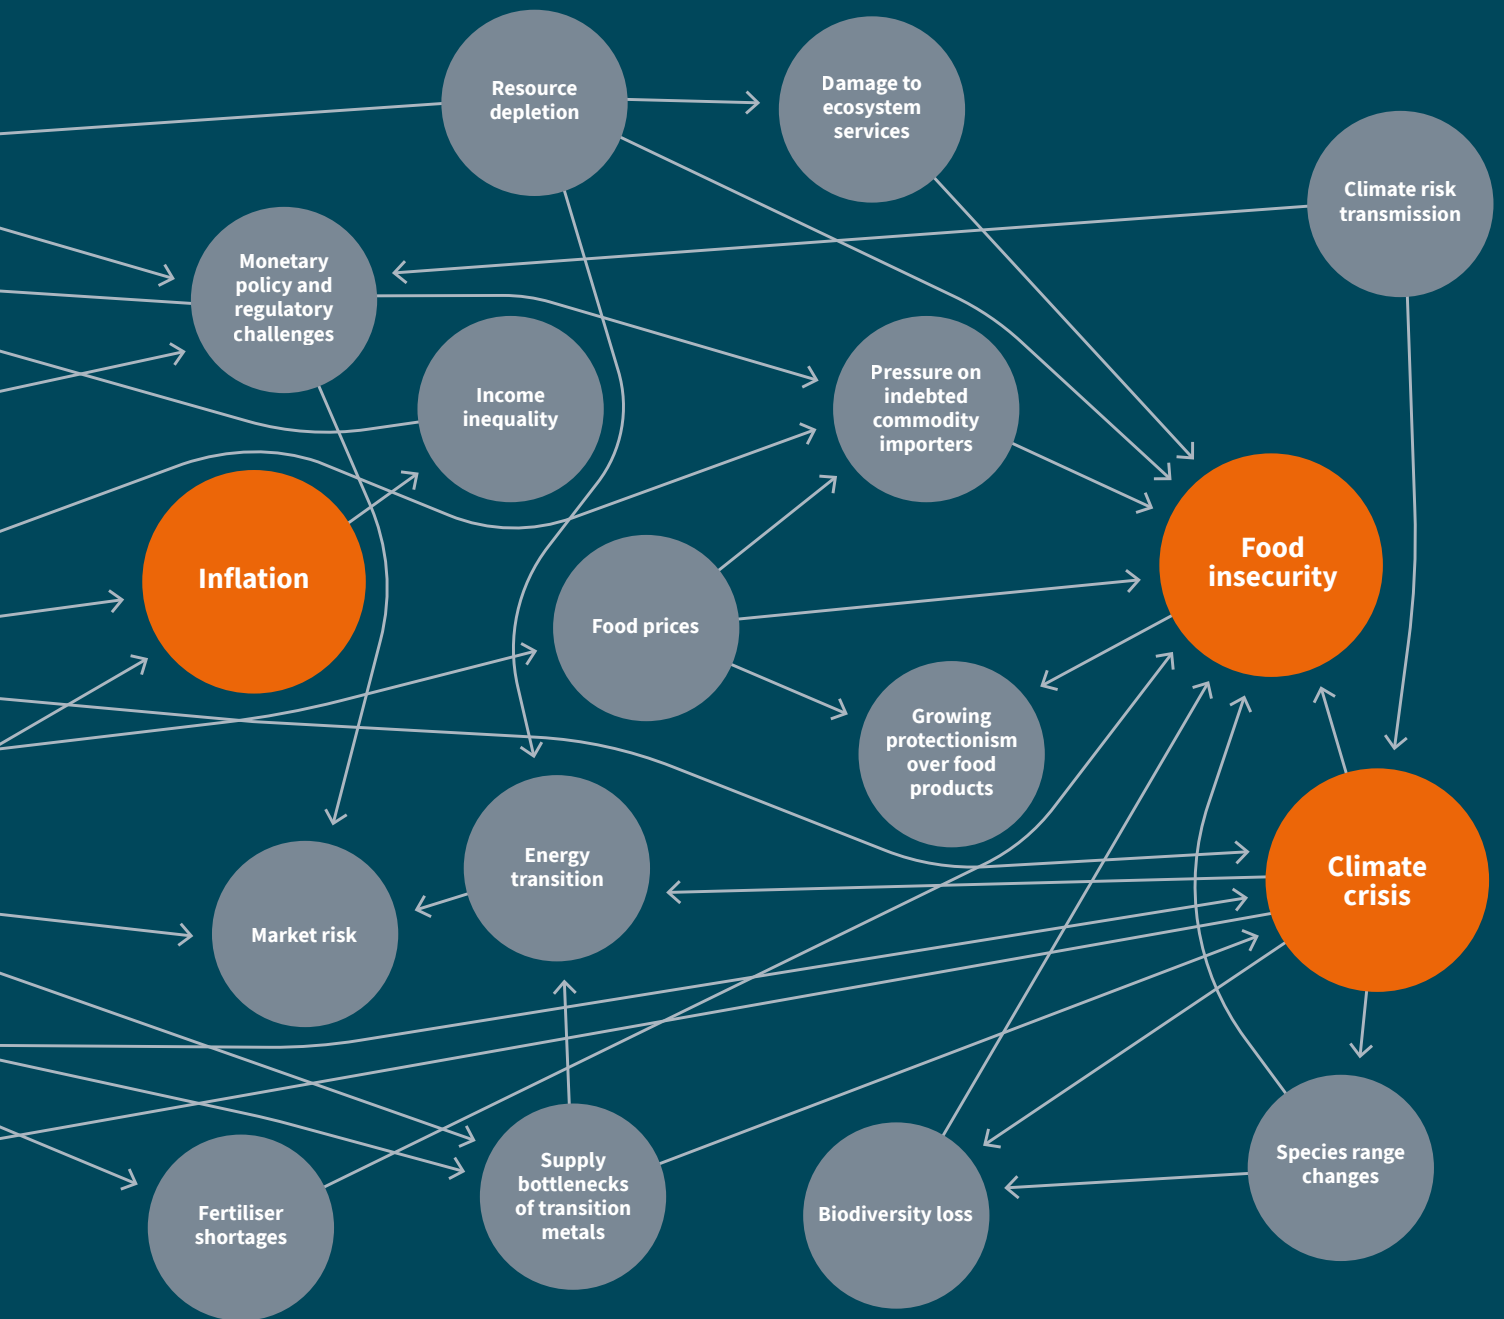 Resource
depletion
Damage to
ecosystem
services
Climate risk
transmission
Monetary
policy and
regulatory
challenges
Income
inequality
Pressure on
indebted
commodity
importers
Inflation
Food
insecurity
Food prices
Growing
protectionism
over food
products
Energy
transition
Climate
crisis
Market risk
Supply
bottlenecks
of transition
metals
Species range
changes
Fertiliser
shortages
Biodiversity loss